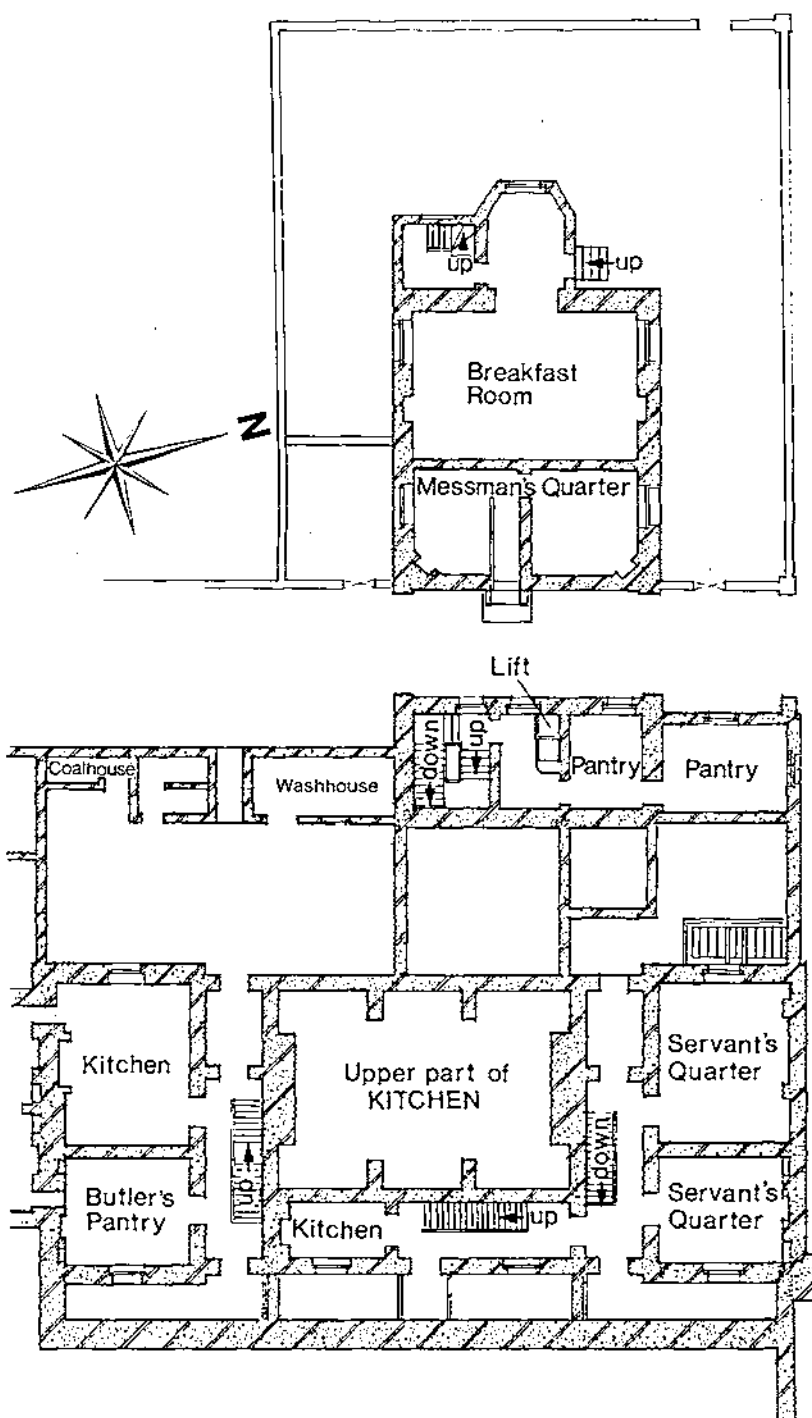 up
up
Breakfast
Room
N
Messman's Quarter
Lift
down
up
Coalhouse
Washhouse
Pantry
Pantry
Kitchen
Upper part of
KITCHEN
Servant's
Quarter
up
down
Butler's
Pantry
Kitchen
up
Servant's
Quarter